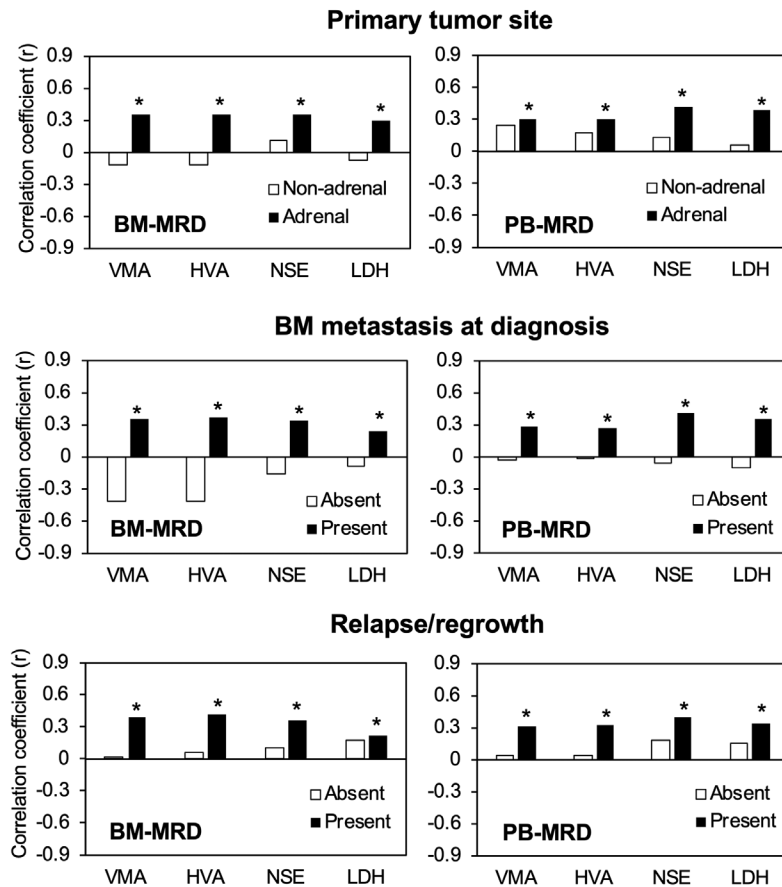 Primary tumor site
Correlation coefficient (r)
0.9
0.6
0.3
0
-0.3
-0.6
-0.9
* * * *
Non-adrenal
Adrenal
BM-MRD
VMA HVA NSE LDH
0.9
0.6
0.3
0
-0.3
-0.6
-0.9
* * * *
Non-adrenal
Adrenal
PB-MRD
VMA HVA NSE LDH
BM metastasis at diagnosis
Correlation coefficient (r)
0.9
0.6
0.3
0
-0.3
-0.6
-0.9
* * * *
Absent
Present
BM-MRD
VMA HVA NSE LDH
0.9
0.6
0.3
0
-0.3
-0.6
-0.9
* * * *
Absent
Present
PB-MRD
VMA HVA NSE LDH
Relapse/regrowth
Correlation coefficient (r)
0.9
0.6
0.3
0
-0.3
-0.6
-0.9
* * * *
Absent
Present
BM-MRD
VMA HVA NSE LDH
0.9
0.6
0.3
0
-0.3
-0.6
-0.9
* * * *
Absent
Present
PB-MRD
VMA HVA NSE LDH